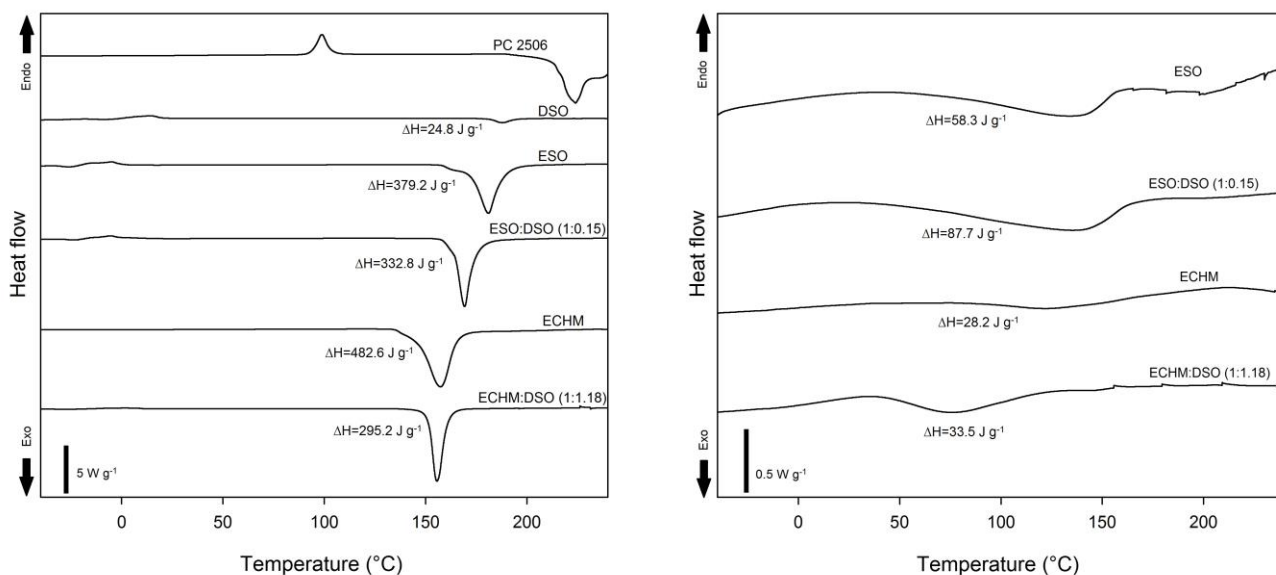 Endo
PC 2506
DSO
ΔH=24.8 J g⁻¹
ESO
ΔH=379.2 J g⁻¹
ESO:DSO (1:0.15)
ΔH=332.8 J g⁻¹
ECHM
ΔH=482.6 J g⁻¹
ECHM:DSO (1:1.18)
ΔH=295.2 J g⁻¹
Heat flow
Exo
5 W g⁻¹
0 50 100 150 200
Temperature (°C)
Endo
ESO
ΔH=58.3 J g⁻¹
ESO:DSO (1:0.15)
ΔH=87.7 J g⁻¹
ECHM
ΔH=28.2 J g⁻¹
ECHM:DSO (1:1.18)
ΔH=33.5 J g⁻¹
Heat flow
Exo
0.5 W g⁻¹
0 50 100 150 200
Temperature (°C)